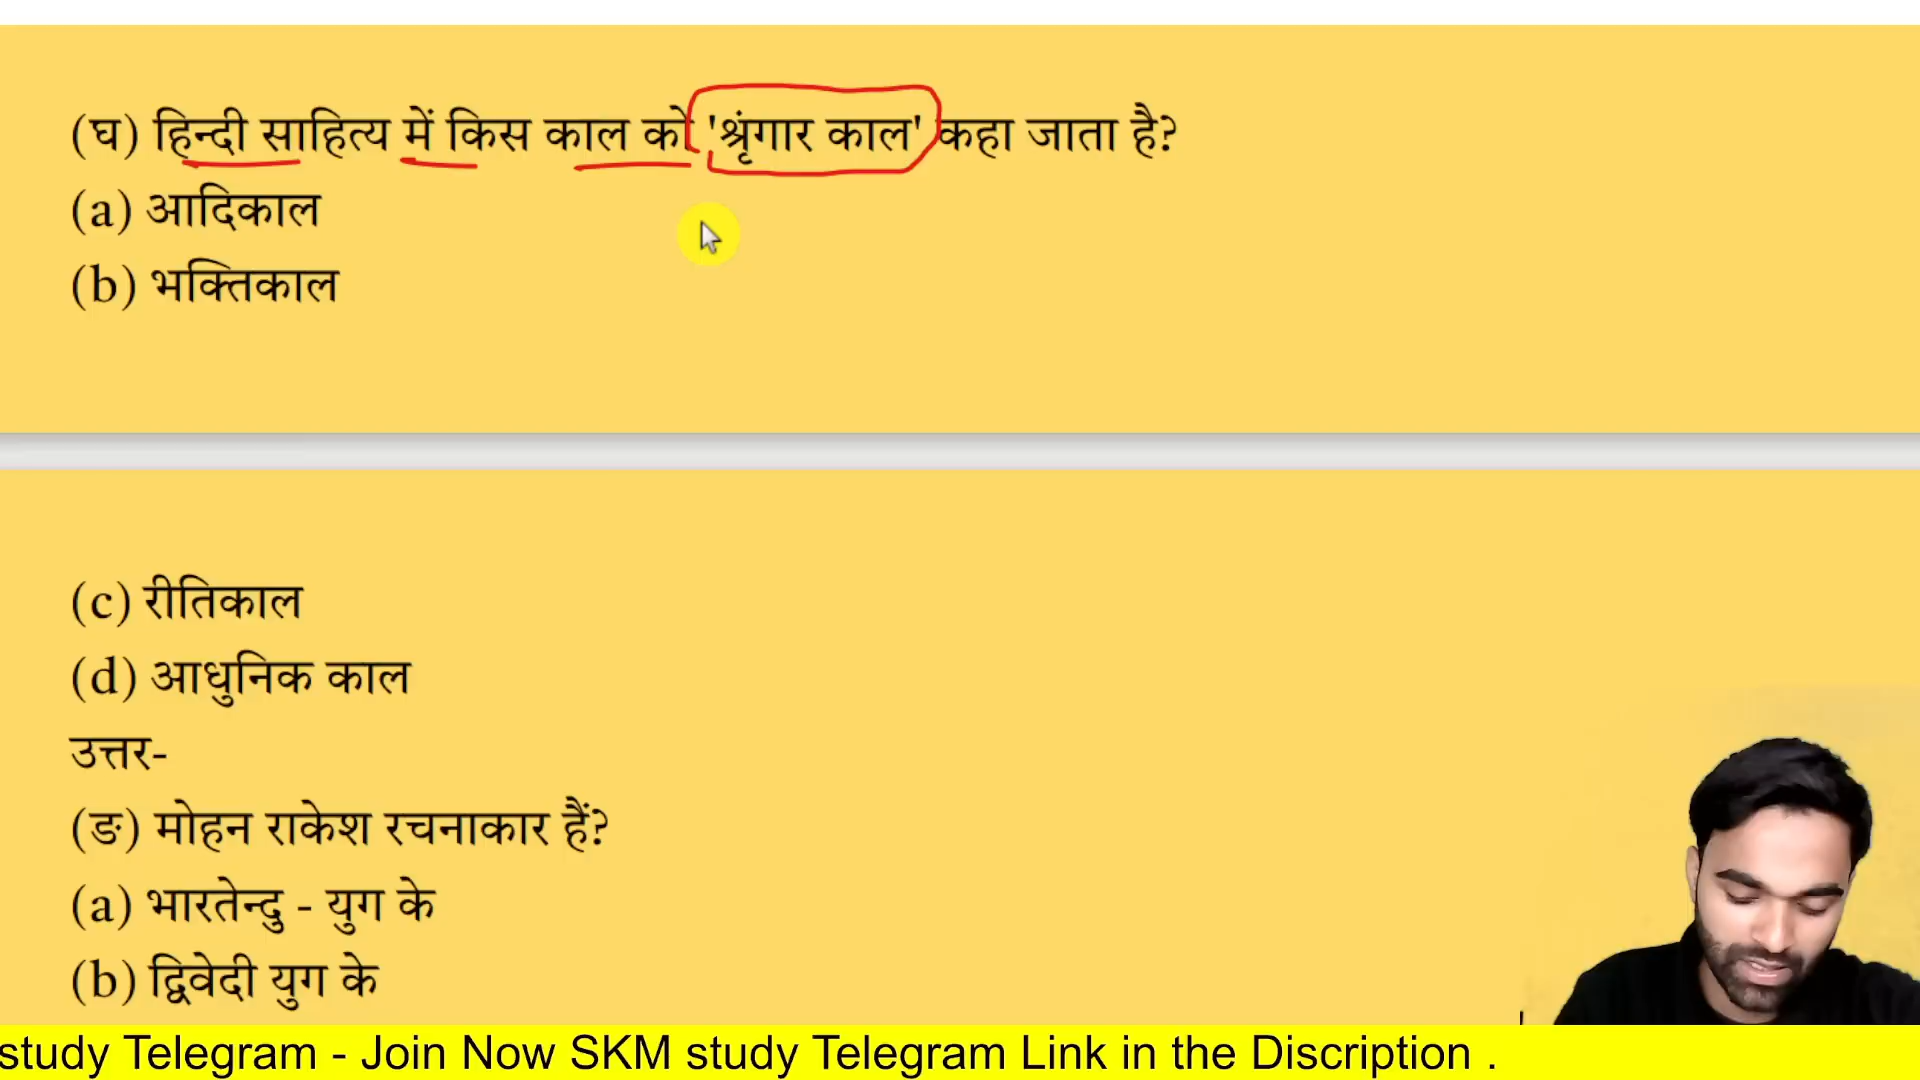 (घ) हिन्दी साहित्य में किस काल को 'श्रृंगार काल' कहा जाता है?
(a) आदिकाल
(b) भक्तिकाल
(c) रीतिकाल
(d) आधुनिक काल
उत्तर-
(ङ) मोहन राकेश रचनाकार हैं?
(a) भारतेन्दु - युग के
(b) द्विवेदी युग के
study Telegram - Join Now SKM study Telegram Link in the Discription .